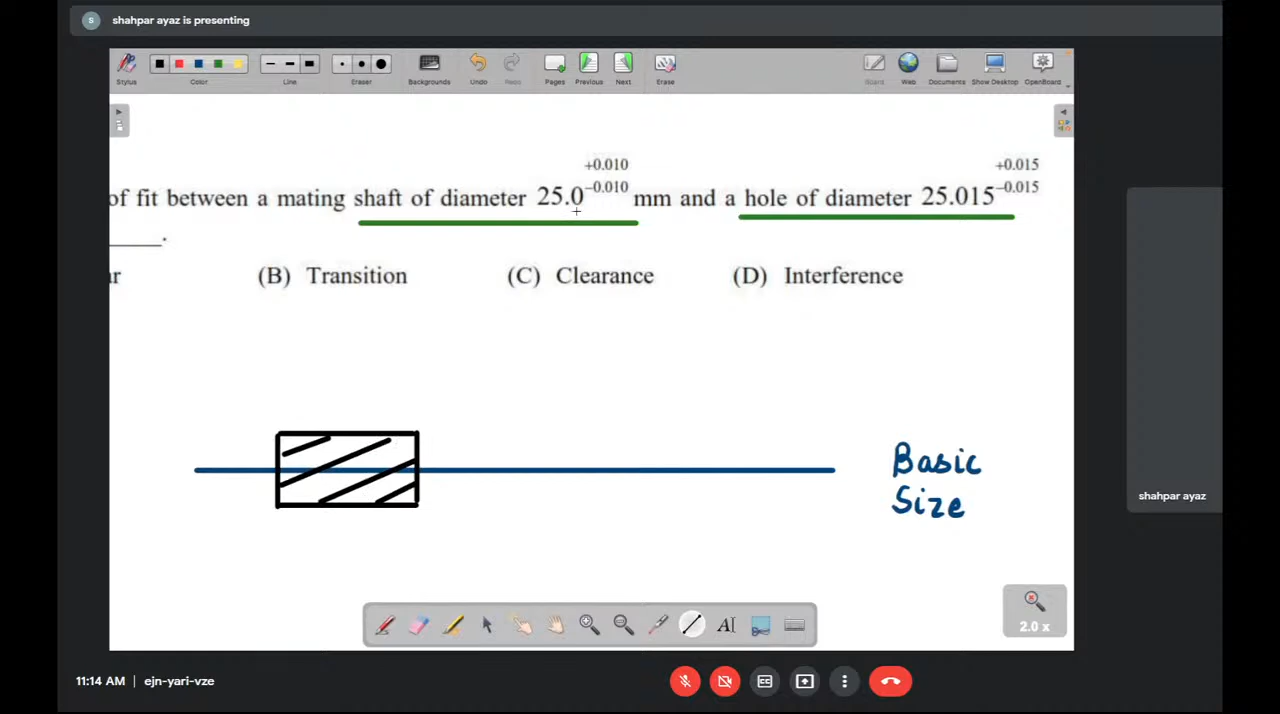 S shahpar ayaz is presenting
Stylus Color Line Eraser Backgrounds Undo Redo Pages Previous Next Erase Board Web Documents Show Desktop OpenBoard
+0.010 +0.015
of fit between a mating shaft of diameter 25.0 −0.010 mm and a hole of diameter 25.015 −0.015
____.
ar (B) Transition (C) Clearance (D) Interference
Basic
Size
shahpar ayaz
AI
2.0 x
11:14 AM | ejn-yari-vze